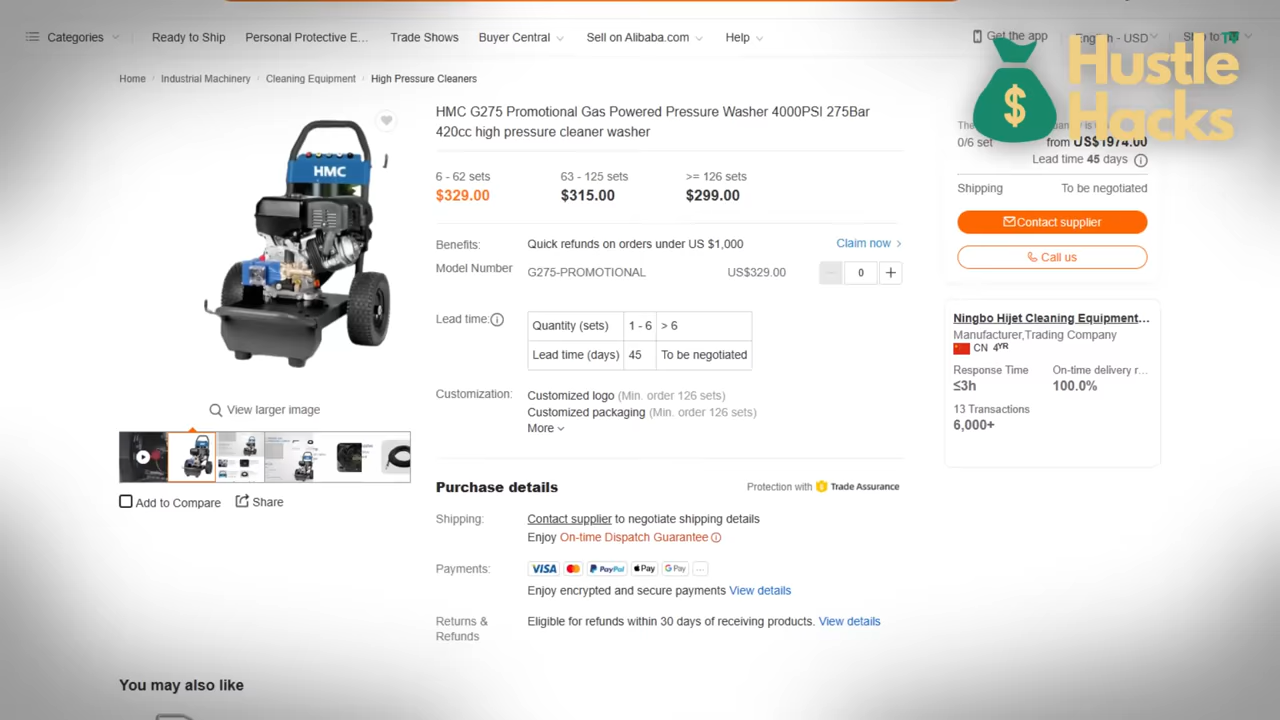 Categories
Ready to Ship
Personal Protective E...
Trade Shows
Buyer Central
Sell on Alibaba.com
Help
Get the app
English - USD
Ship to
TV
Hustle
Hacks
$
Home / Industrial Machinery / Cleaning Equipment / High Pressure Cleaners
HMC
View larger image
Add to Compare
Share
HMC G275 Promotional Gas Powered Pressure Washer 4000PSI 275Bar
420cc high pressure cleaner washer
6 - 62 sets 63 - 125 sets >= 126 sets
$329.00 $315.00 $299.00
Benefits: Quick refunds on orders under US $1,000 Claim now >
Model Number G275-PROMOTIONAL US$329.00 - 0 +
Lead time:
Quantity (sets) 1 - 6 > 6
Lead time (days) 45 To be negotiated
Customization: Customized logo (Min. order 126 sets)
Customized packaging (Min. order 126 sets)
More
Purchase details Protection with Trade Assurance
Shipping: Contact supplier to negotiate shipping details
Enjoy On-time Dispatch Guarantee
Payments: VISA PayPal Apple Pay G Pay ...
Enjoy encrypted and secure payments View details
Returns & Eligible for refunds within 30 days of receiving products. View details
Refunds
0/6 set from US$1974.00
Lead time 45 days
Shipping To be negotiated
Contact supplier
Call us
Ningbo Hijet Cleaning Equipment...
Manufacturer,Trading Company
CN 4YR
Response Time On-time delivery r...
≤3h 100.0%
13 Transactions
6,000+
You may also like